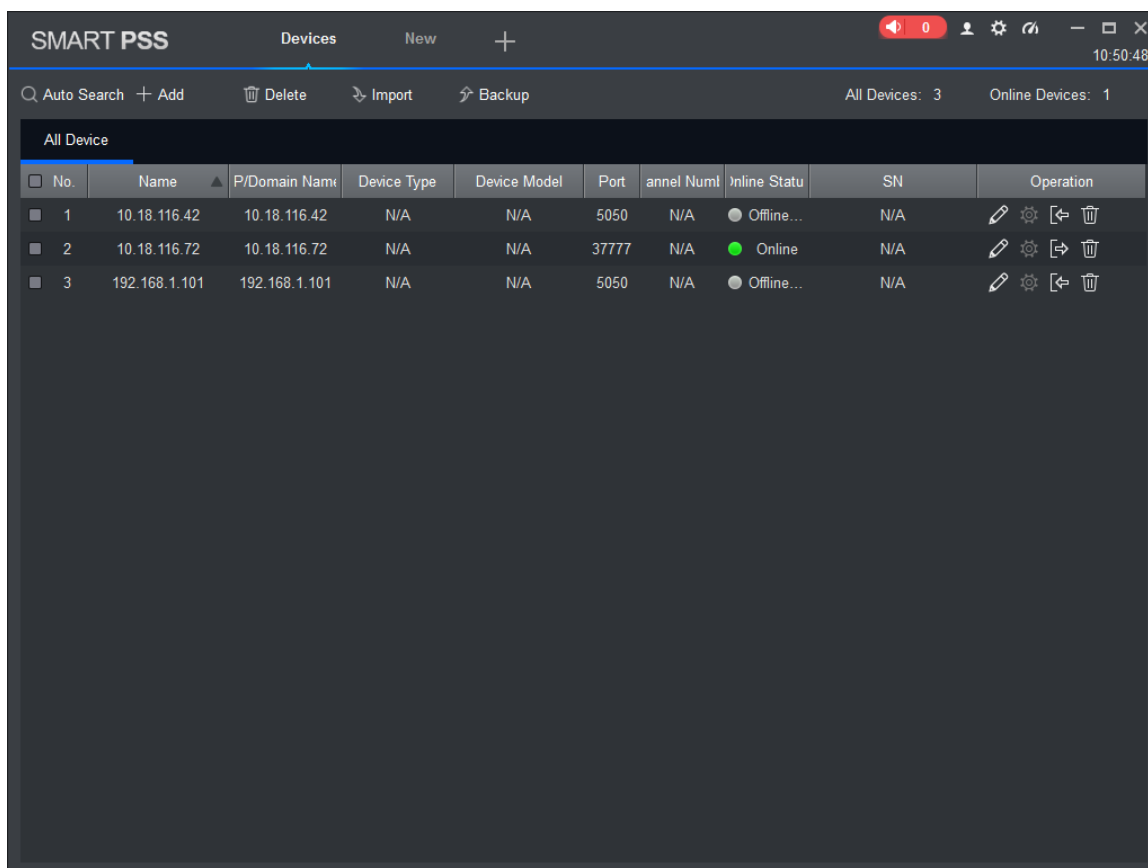 SMART PSS Devices New 0
10:50:48
Auto Search Add Delete Import Backup All Devices: 3 Online Devices: 1
All Device
No. Name P/Domain Name Device Type Device Model Port annel Numl Online Statu SN Operation
1 10.18.116.42 10.18.116.42 N/A N/A 5050 N/A Offline... N/A
2 10.18.116.72 10.18.116.72 N/A N/A 37777 N/A Online N/A
3 192.168.1.101 192.168.1.101 N/A N/A 5050 N/A Offline... N/A